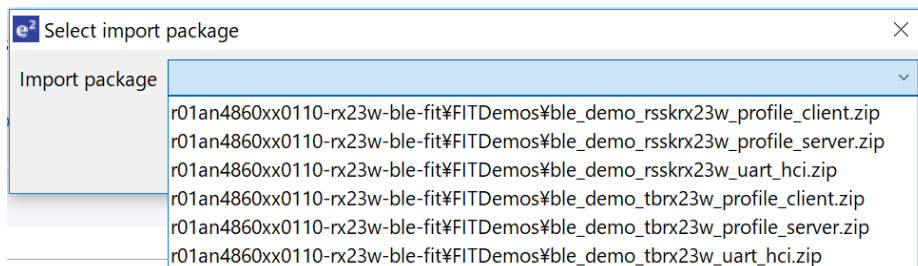 e² Select import package
Import package
r01an4860xx0110-rx23w-ble-fit¥FITDemos¥ble_demo_rsskrx23w_profile_client.zip
r01an4860xx0110-rx23w-ble-fit¥FITDemos¥ble_demo_rsskrx23w_profile_server.zip
r01an4860xx0110-rx23w-ble-fit¥FITDemos¥ble_demo_rsskrx23w_uart_hci.zip
r01an4860xx0110-rx23w-ble-fit¥FITDemos¥ble_demo_tbrx23w_profile_client.zip
r01an4860xx0110-rx23w-ble-fit¥FITDemos¥ble_demo_tbrx23w_profile_server.zip
r01an4860xx0110-rx23w-ble-fit¥FITDemos¥ble_demo_tbrx23w_uart_hci.zip